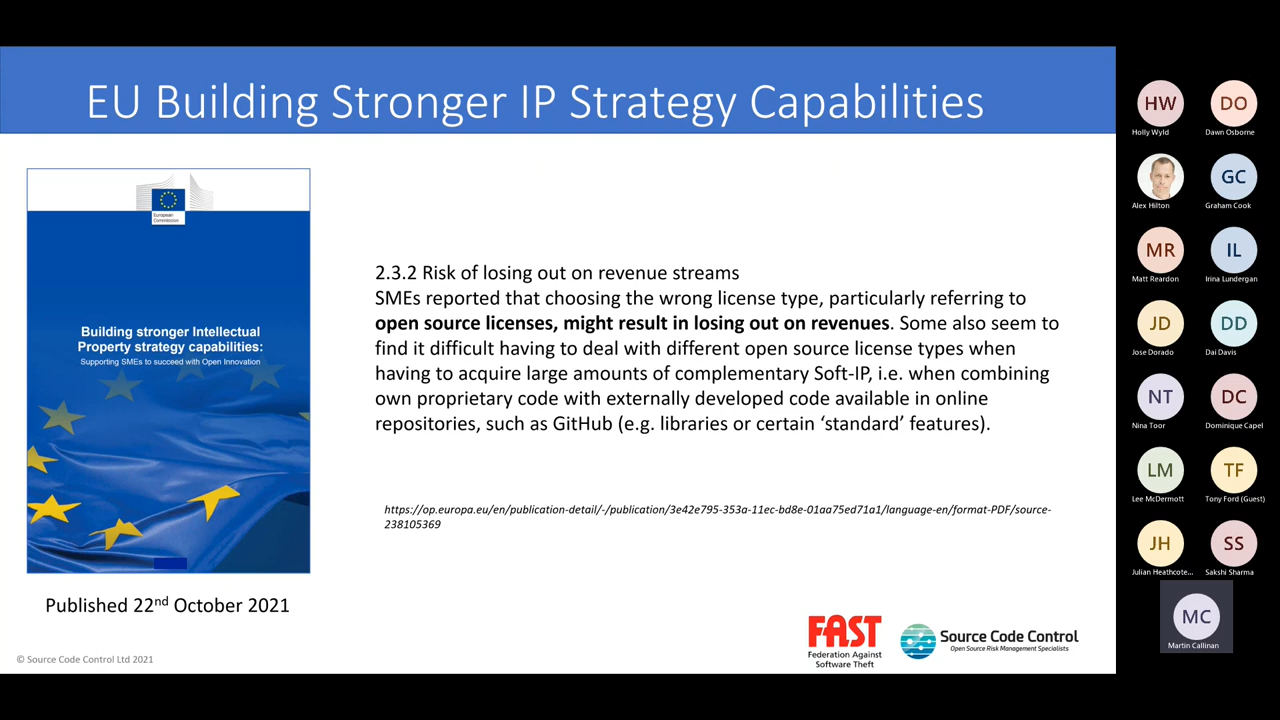 EU Building Stronger IP Strategy Capabilities
European
Commission
Building stronger Intellectual
Property strategy capabilities:
Supporting SMEs to succeed with Open Innovation
Published 22nd October 2021
2.3.2 Risk of losing out on revenue streams
SMEs reported that choosing the wrong license type, particularly referring to
open source licenses, might result in losing out on revenues. Some also seem to
find it difficult having to deal with different open source license types when
having to acquire large amounts of complementary Soft-IP, i.e. when combining
own proprietary code with externally developed code available in online
repositories, such as GitHub (e.g. libraries or certain ‘standard’ features).
https://op.europa.eu/en/publication-detail/-/publication/3e42e795-353a-11ec-bd8e-01aa75ed71a1/language-en/format-PDF/source-
238105369
© Source Code Control Ltd 2021
FAST
Federation Against
Software Theft
Source Code Control
Open Source Risk Management Specialists
HW
Holly Wyld
DO
Dawn Osborne
Alex Hilton
GC
Graham Cook
MR
Matt Reardon
IL
Irina Lundergan
JD
Jose Dorado
DD
Dai Davis
NT
Nina Toor
DC
Dominique Capel
LM
Lee McDermott
TF
Tony Ford (Guest)
JH
Julian Heathcote...
SS
Sakshi Sharma
MC
Martin Callinan